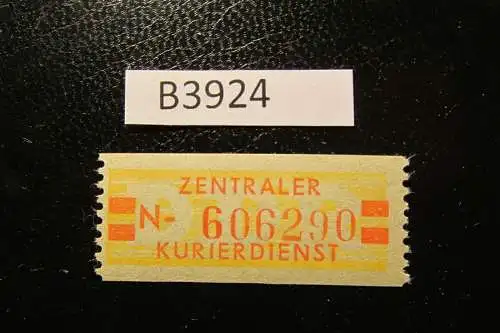 B3924
ZENTRALER
N- 606290
KURIERDIENST